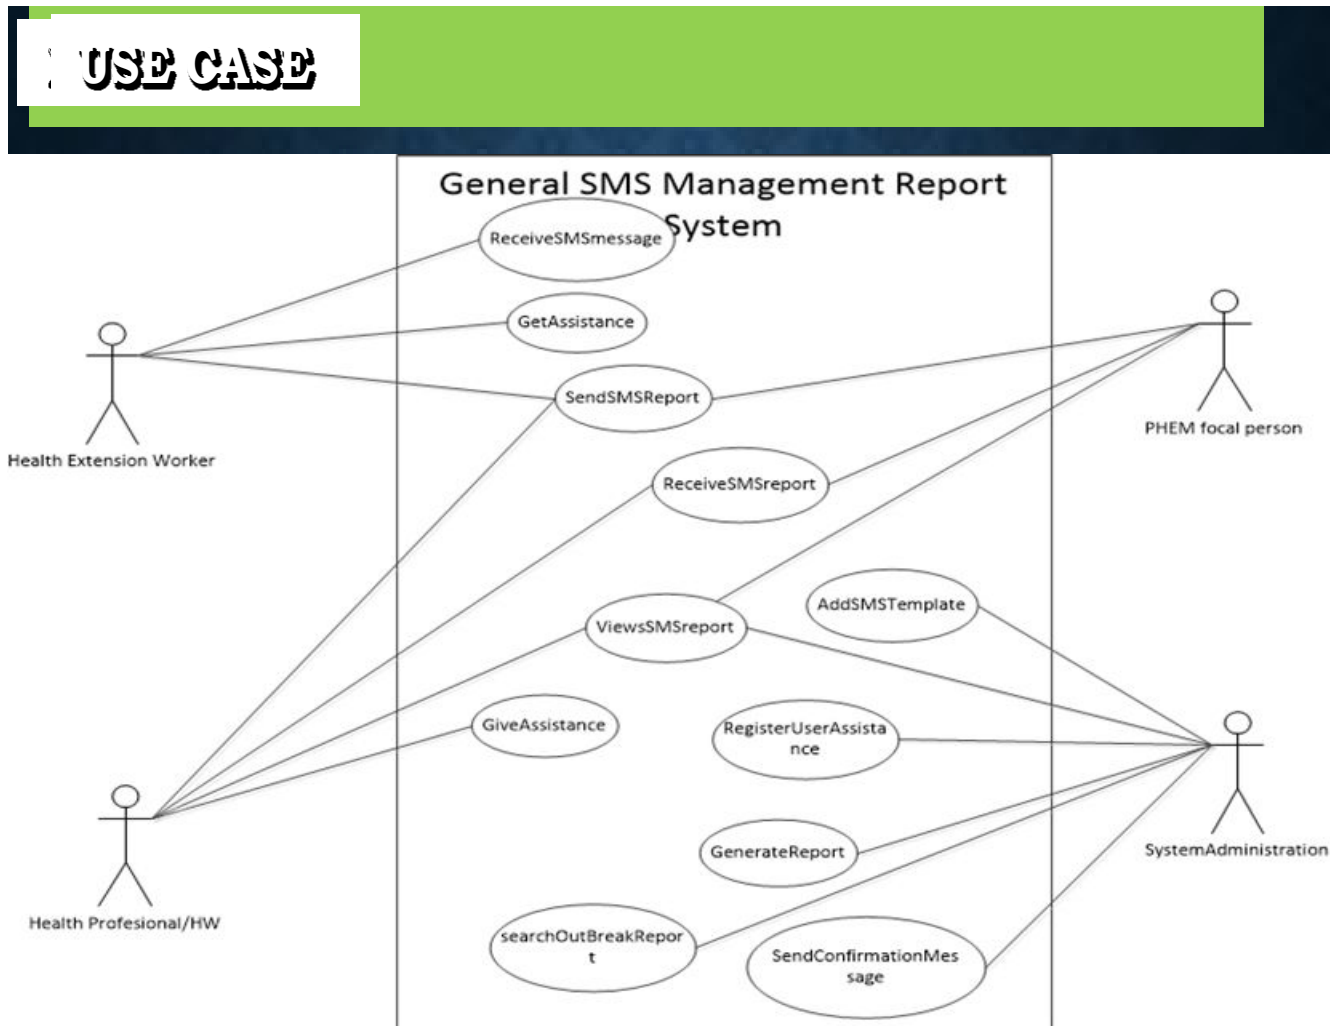 USE CASE
General SMS Management Report
System
ReceiveSMSmessage
GetAssistance
SendSMSReport
PHEM focal person
Health Extension Worker
ReceiveSMSreport
AddSMSTemplate
ViewsSMSreport
GiveAssistance
RegisterUserAssista
nce
GenerateReport
SystemAdministration
Health Profesional/HW
searchOutBreakRepor
t
SendConfirmationMes
sage